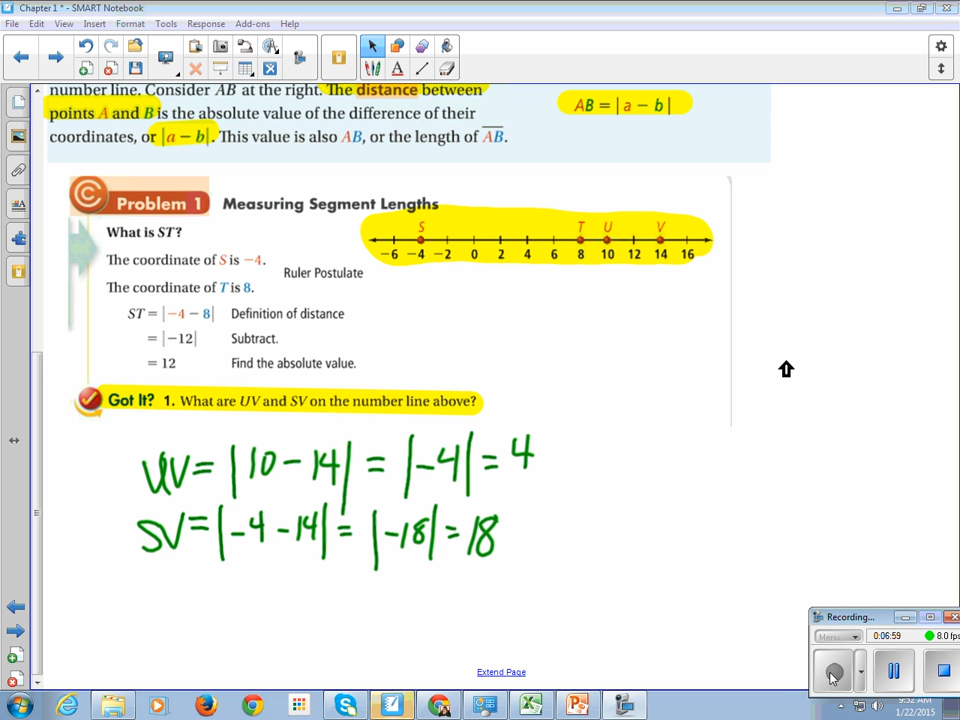 Chapter 1 * - SMART Notebook
File Edit View Insert Format Tools Response Add-ons Help
number line. Consider AB at the right. The distance between
points A and B is the absolute value of the difference of their
coordinates, or |a − b|. This value is also AB, or the length of AB.
AB = | a − b |
Problem 1 Measuring Segment Lengths
What is ST?
S T U V
−6 −4 −2 0 2 4 6 8 10 12 14 16
The coordinate of S is −4.
Ruler Postulate
The coordinate of T is 8.
ST = |−4 − 8| Definition of distance
= |−12| Subtract.
= 12 Find the absolute value.
Got It? 1. What are UV and SV on the number line above?
UV = |10 − 14| = |−4| = 4
SV = |−4 − 14| = |−18| = 18
Extend Page
Recording...
Menu 0:06:59 8.0 fps
9:52 AM
1/22/2015